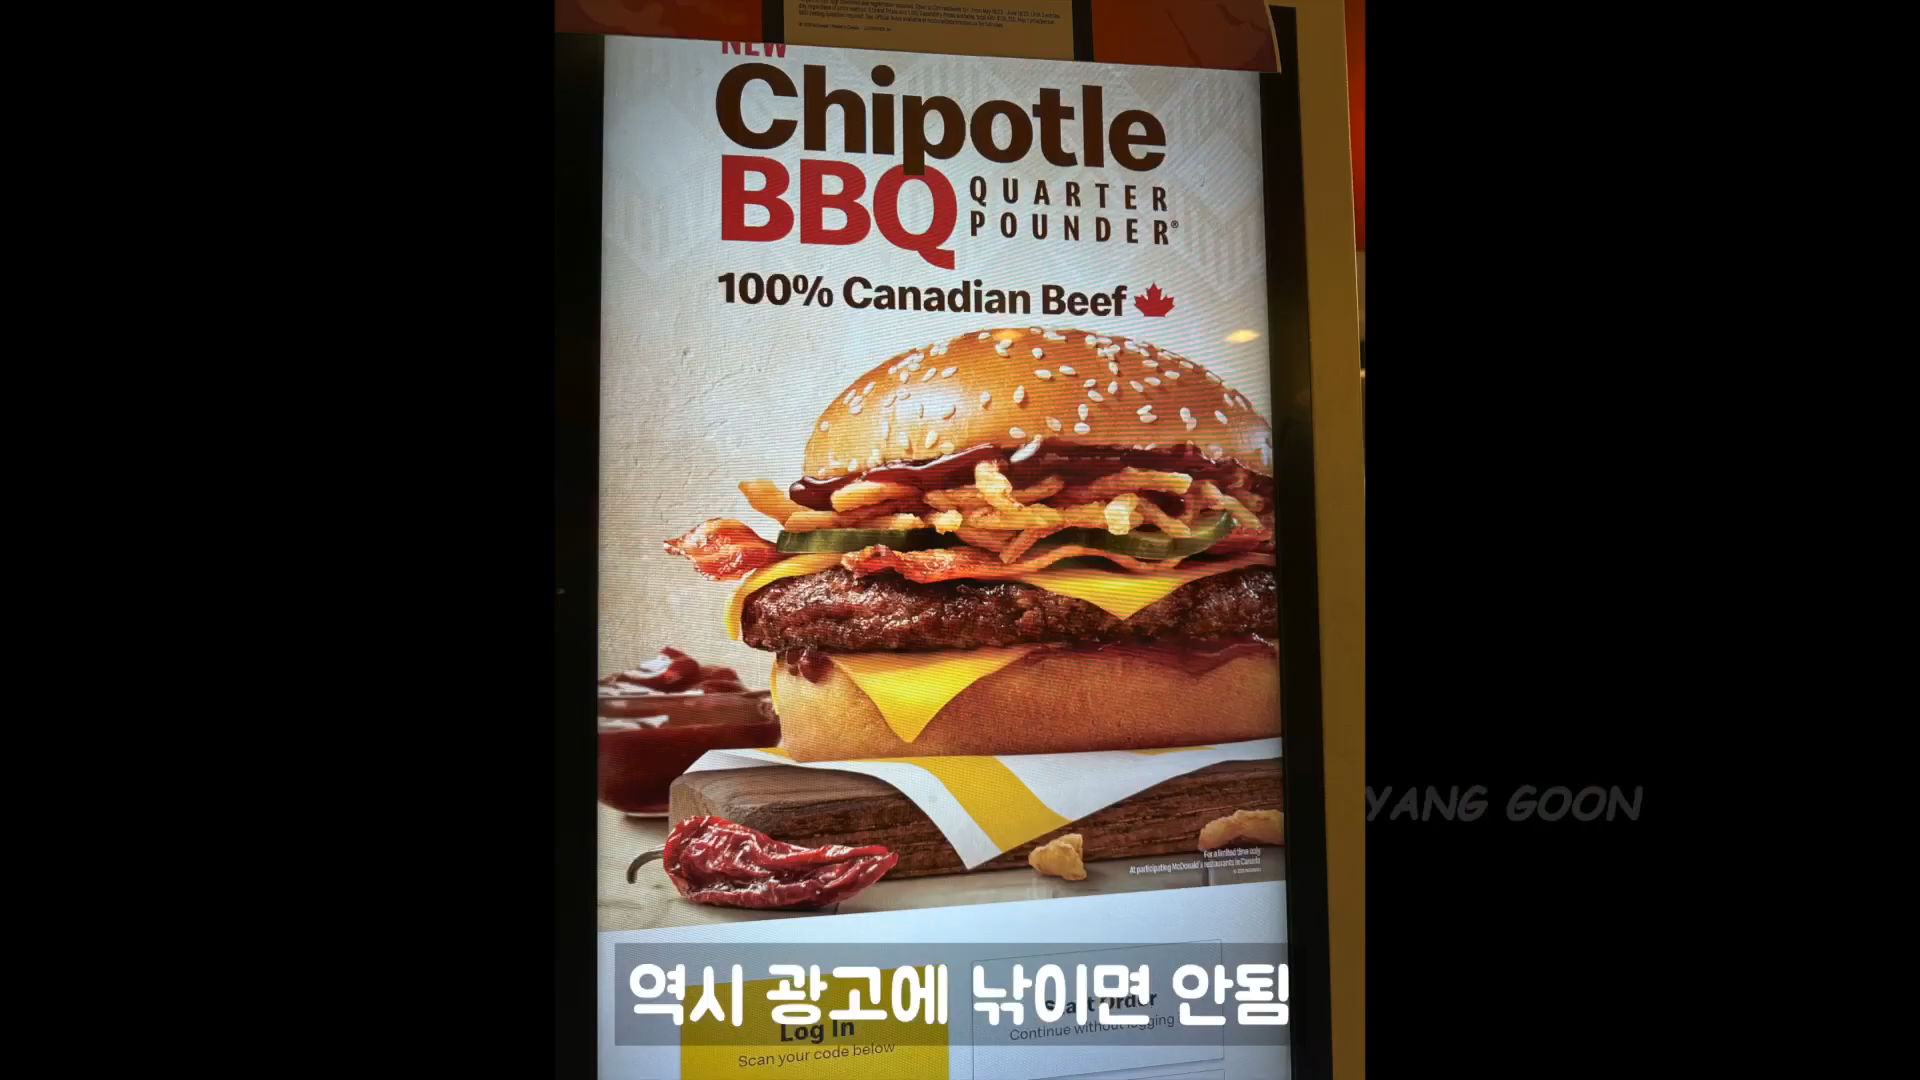 NEW
Chipotle
BBQ QUARTER POUNDER®
100% Canadian Beef
YANG GOON
For a limited time only
At participating McDonald's restaurants in Canada
역시 광고에 낚이면 안됨
Start Order
Log In
Continue without logging
Scan your code below